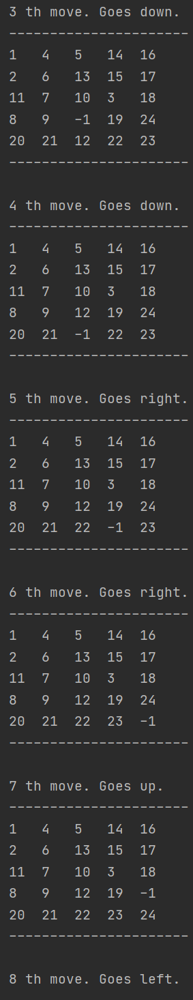 3 th move. Goes down.
-----------------------
1 4 5 14 16
2 6 13 15 17
11 7 10 3 18
8 9 -1 19 24
20 21 12 22 23
-----------------------
4 th move. Goes down.
-----------------------
1 4 5 14 16
2 6 13 15 17
11 7 10 3 18
8 9 12 19 24
20 21 -1 22 23
-----------------------
5 th move. Goes right.
-----------------------
1 4 5 14 16
2 6 13 15 17
11 7 10 3 18
8 9 12 19 24
20 21 22 -1 23
-----------------------
6 th move. Goes right.
-----------------------
1 4 5 14 16
2 6 13 15 17
11 7 10 3 18
8 9 12 19 24
20 21 22 23 -1
-----------------------
7 th move. Goes up.
-----------------------
1 4 5 14 16
2 6 13 15 17
11 7 10 3 18
8 9 12 19 -1
20 21 22 23 24
-----------------------
8 th move. Goes left.